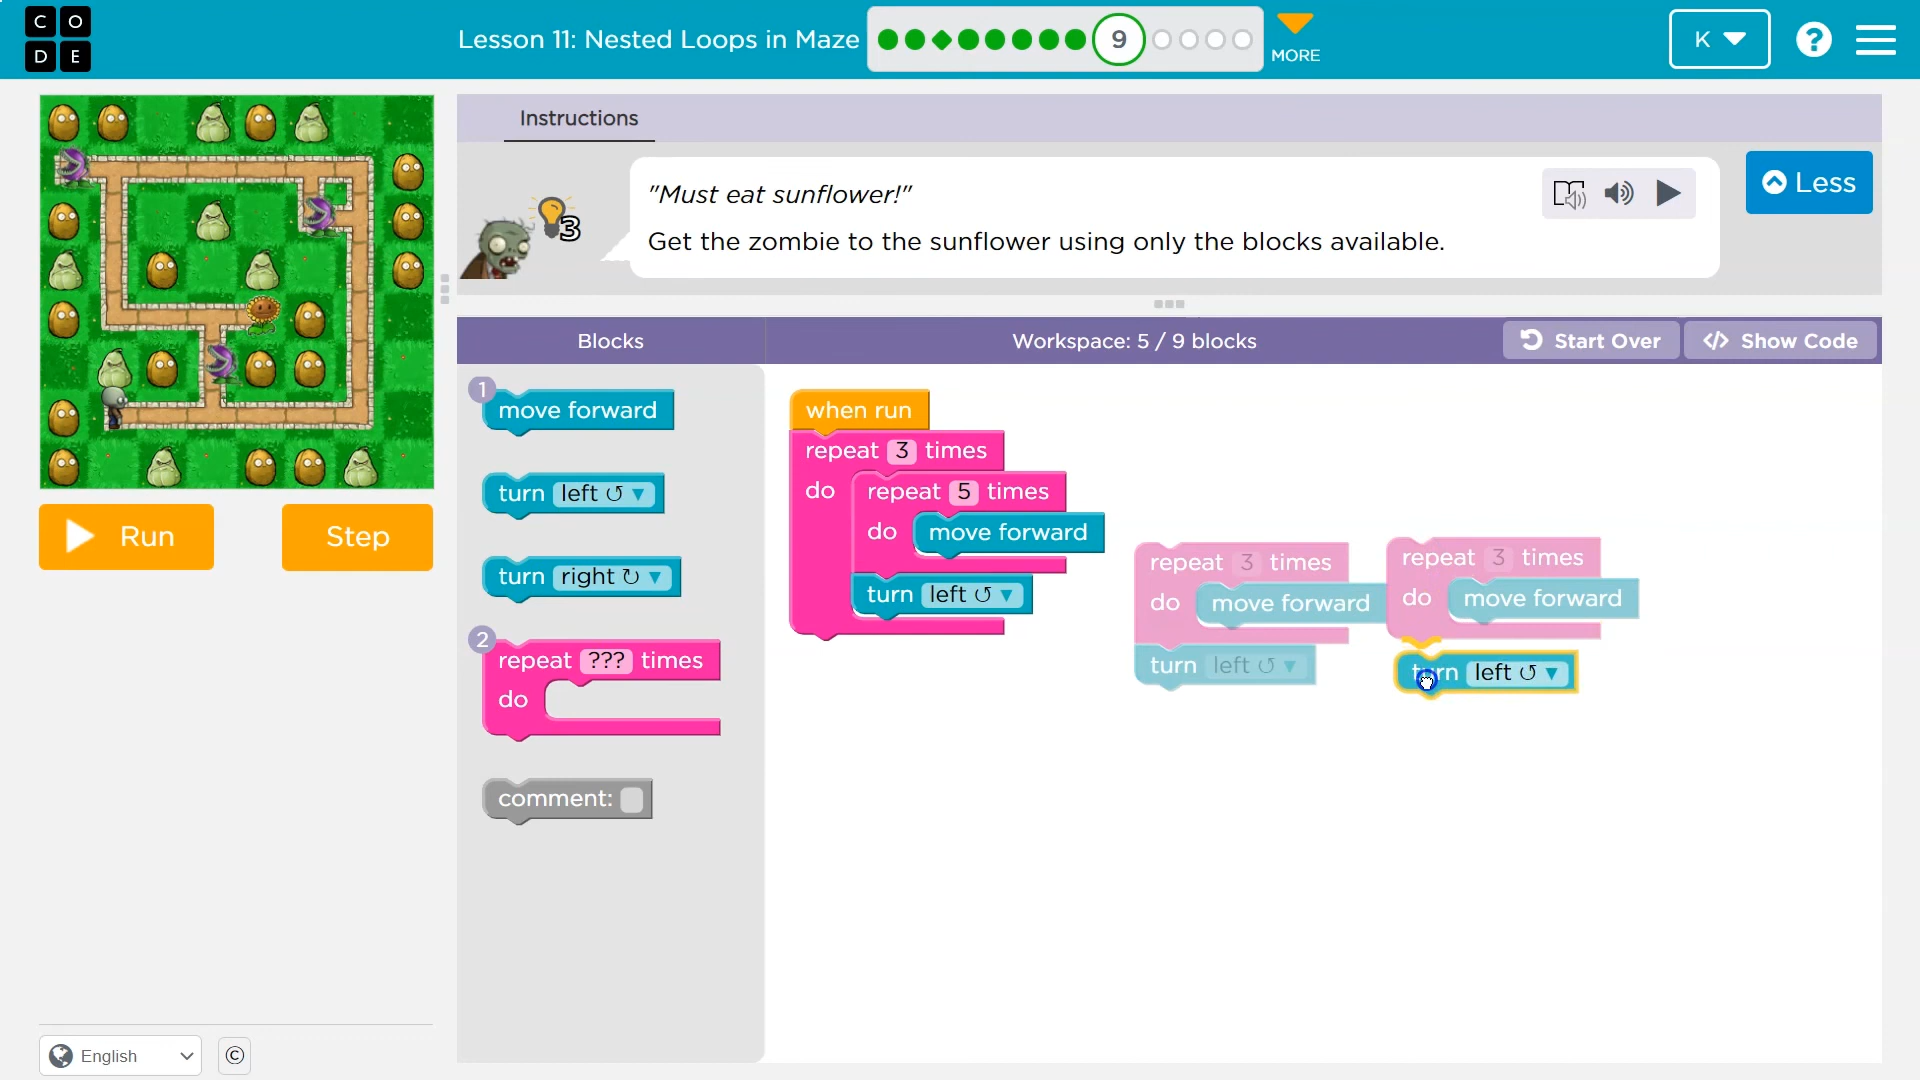 C O
D E
Lesson 11: Nested Loops in Maze
9
MORE
K
?
Instructions
3
"Must eat sunflower!"
Get the zombie to the sunflower using only the blocks available.
Less
Blocks
Workspace: 5 / 9 blocks
Start Over
</> Show Code
1
move forward
turn left ↺ ▼
turn right ↻ ▼
2
repeat ??? times
do
comment:
when run
repeat 3 times
do
repeat 5 times
do move forward
turn left ↺ ▼
repeat 3 times
do move forward
turn left ↺ ▼
repeat 3 times
do move forward
turn left ↺ ▼
Run
Step
English
©